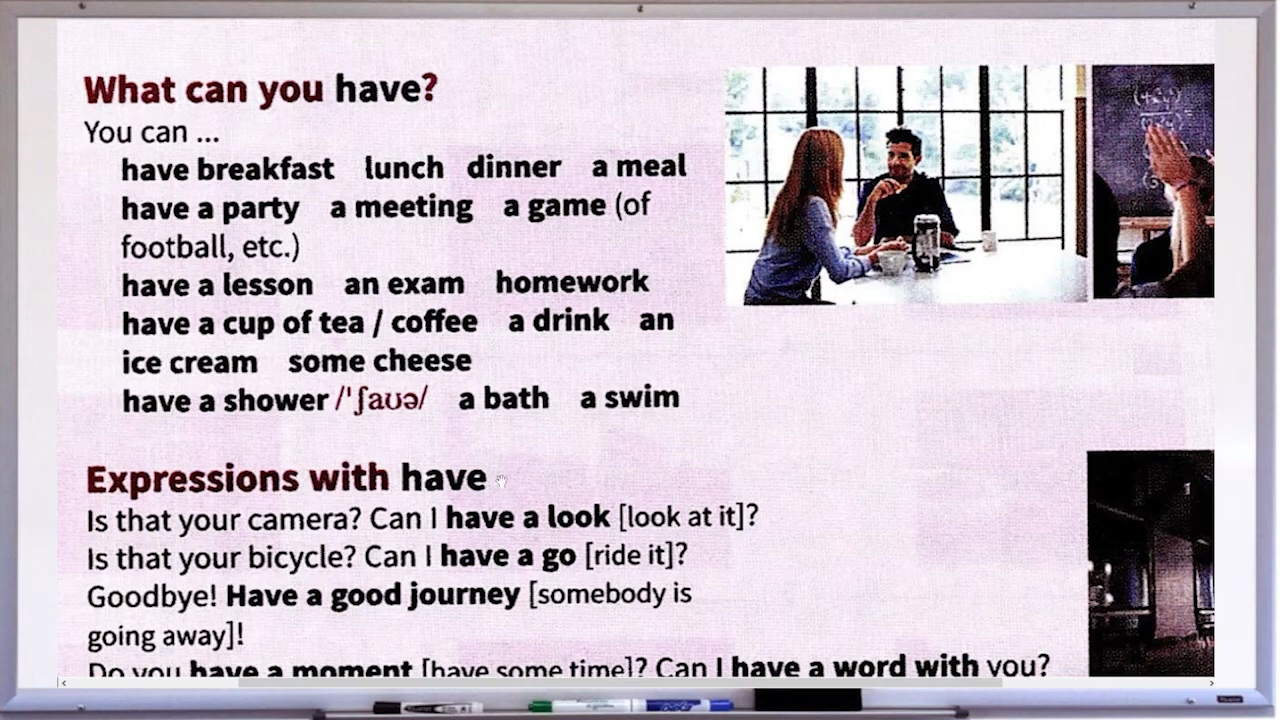 What can you have?
You can ...
have breakfast lunch dinner a meal
have a party a meeting a game (of
football, etc.)
have a lesson an exam homework
have a cup of tea / coffee a drink an
ice cream some cheese
have a shower /ˈʃaʊə/ a bath a swim
Expressions with have
Is that your camera? Can I have a look [look at it]?
Is that your bicycle? Can I have a go [ride it]?
Goodbye! Have a good journey [somebody is
going away]!
Do you have a moment [have some time]? Can I have a word with you?